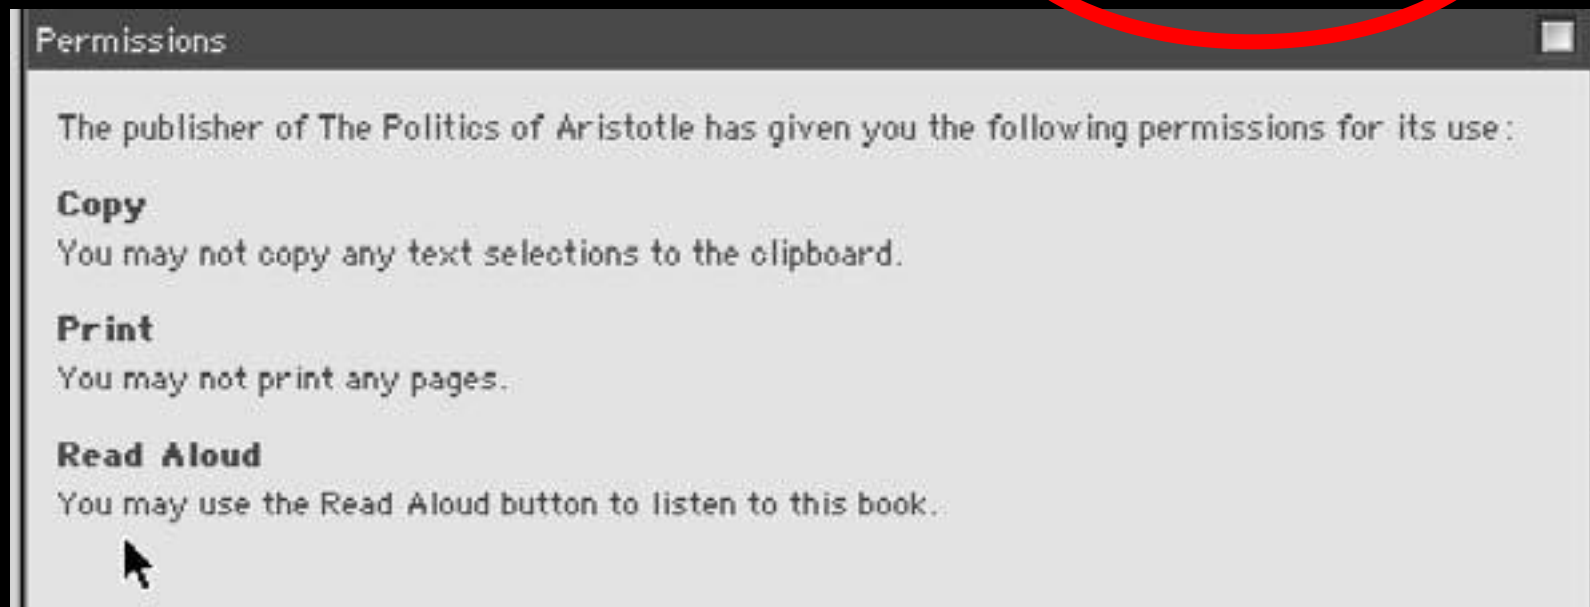 Permissions
The publisher of The Politics of Aristotle has given you the following permissions for its use:
Copy
You may not copy any text selections to the clipboard.
Print
You may not print any pages.
Read Aloud
You may use the Read Aloud button to listen to this book.